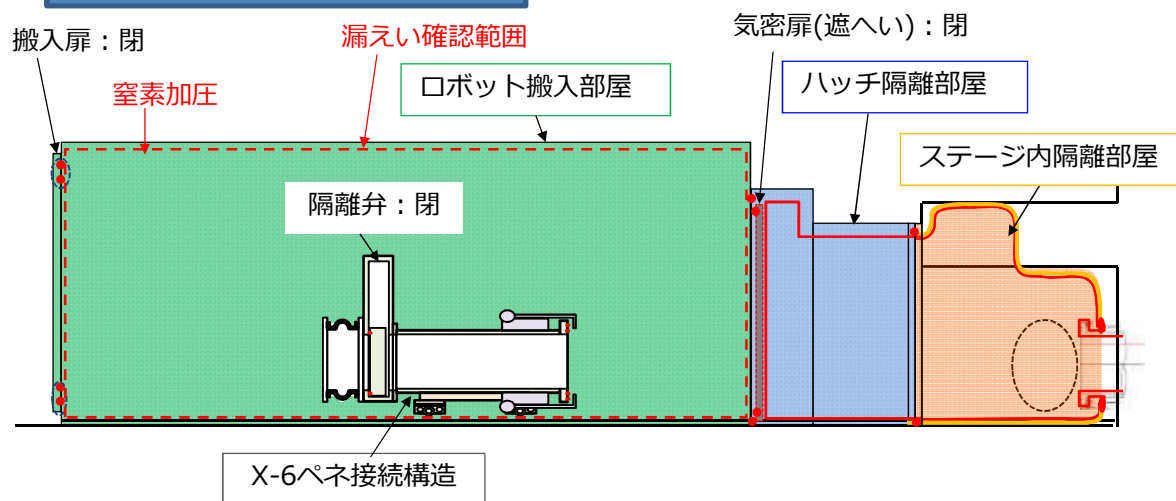 搬入扉：閉
漏えい確認範囲
気密扉(遮へい)：閉
窒素加圧
ロボット搬入部屋
ハッチ隔離部屋
ステージ内隔離部屋
隔離弁：閉
X-6ペネ接続構造